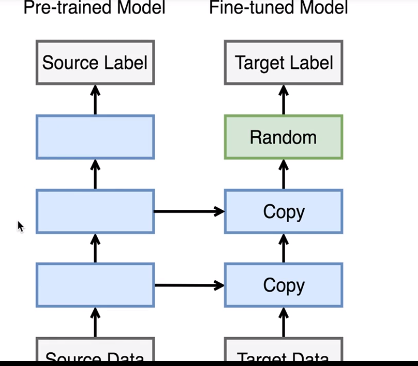 Pre-trained Model
Fine-tuned Model
Source Label
Target Label
Random
Copy
Copy
Source Data
Target Data